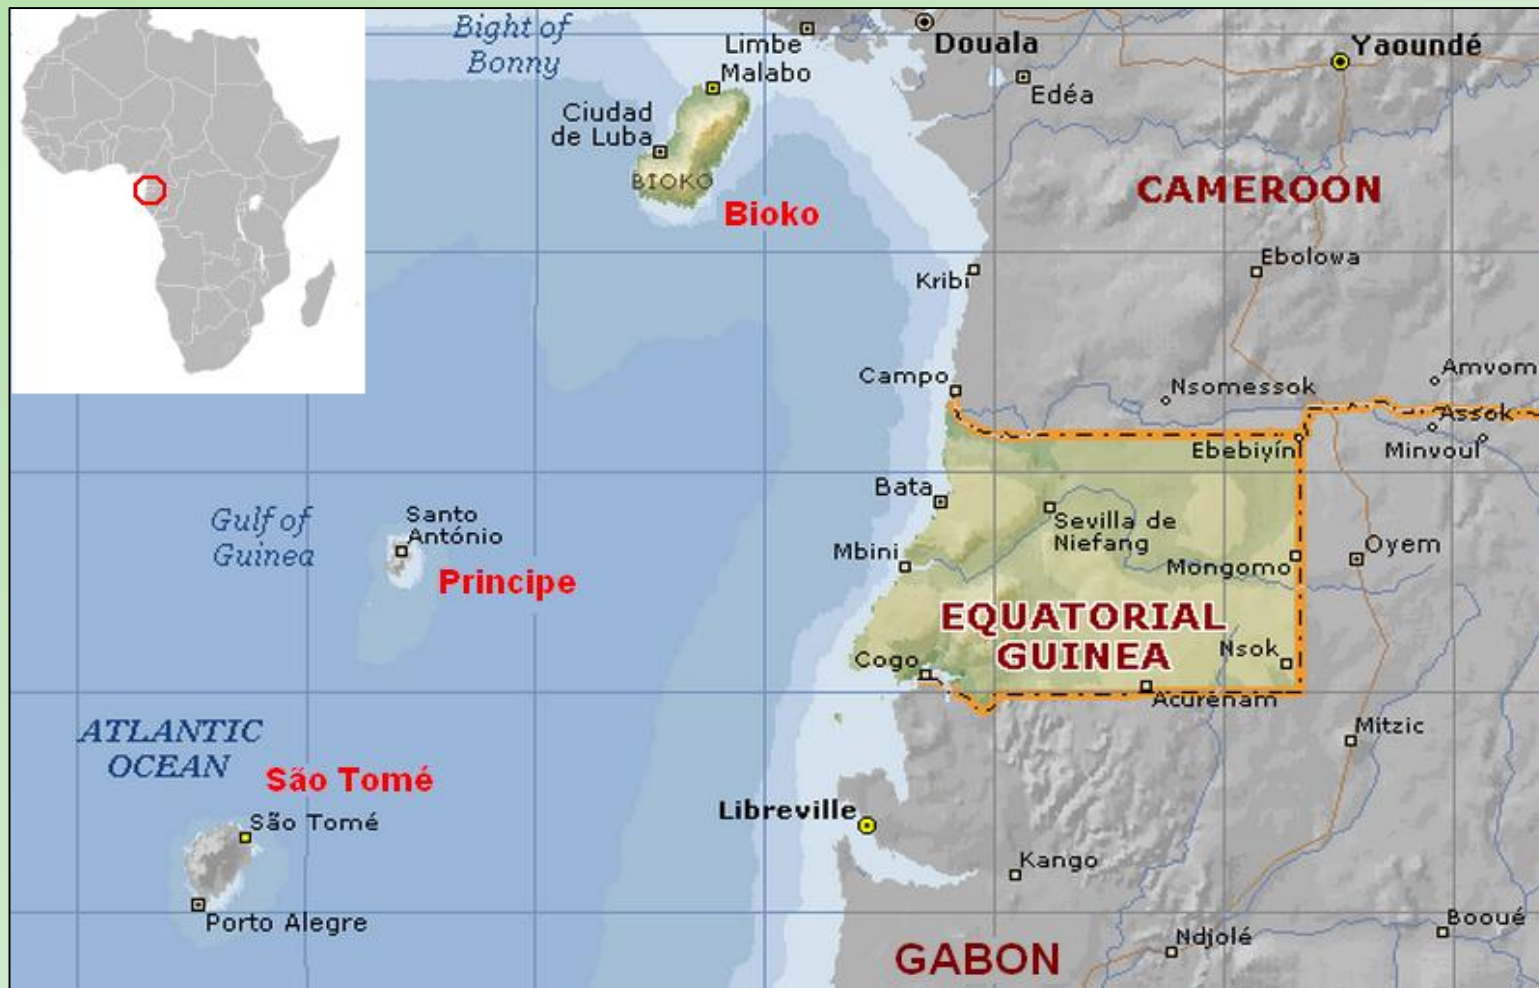 Bight of
Bonny
Limbe
Malabo
Douala
Yaoundé
Edéa
Ciudad
de Luba
BIOKO
Bioko
CAMEROON
Ebolowa
Kribi
Campo
Nsomessok
Amvom
Assok
Ebebiyín
Minvoul
Bata
Sevilla de
Niefang
Gulf of
Guinea
Santo
António
Principe
Mbini
Mongomo
Oyem
EQUATORIAL
GUINEA
Cogo
Nsok
Acurenam
Mitzic
ATLANTIC
OCEAN
São Tomé
São Tomé
Libreville
Kango
Porto Alegre
GABON
Ndjolé
Booué